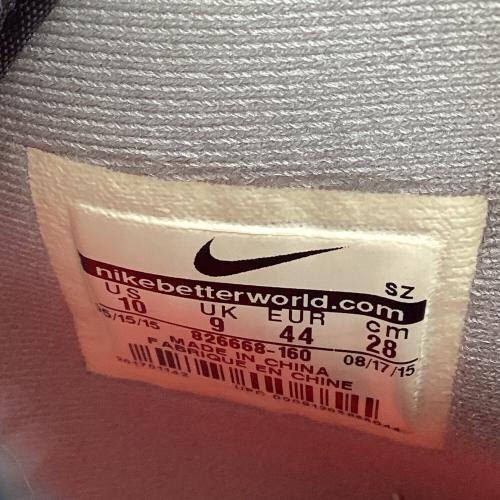 SZ
nikebetterworld.com
US UK EUR cm
10 9 44 28
826668-160
08/17/15
MADE IN CHINA
FABRIQUE EN CHINE
UPC